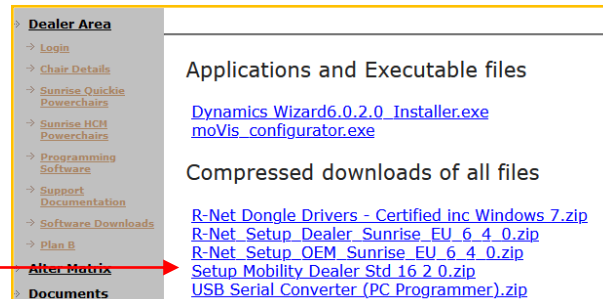 Dealer Area
Login
Chair Details
Sunrise Quickie
Powerchairs
Sunrise HCM
Powerchairs
Programming
Software
Support
Documentation
Software Downloads
Plan B
Alter Matrix
Documents
Applications and Executable files
Dynamics Wizard6.0.2.0_Installer.exe
moVis_configurator.exe
Compressed downloads of all files
R-Net Dongle Drivers - Certified inc Windows 7.zip
R-Net_Setup_Dealer_Sunrise_EU_6_4_0.zip
R-Net_Setup_OEM_Sunrise_EU_6_4_0.zip
Setup Mobility Dealer Std 16 2 0.zip
USB Serial Converter (PC Programmer).zip